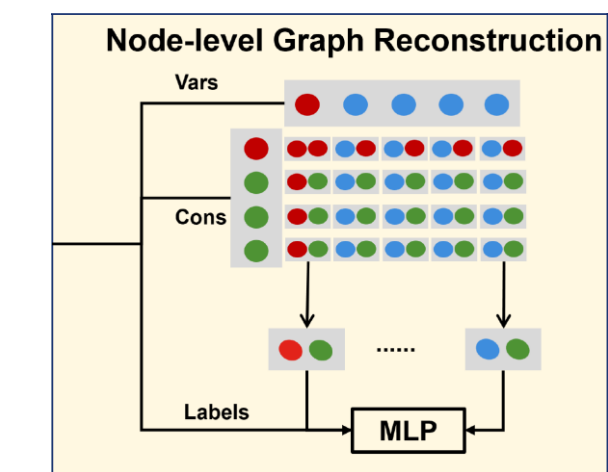 Node-level Graph Reconstruction
Vars
Cons
......
Labels
MLP